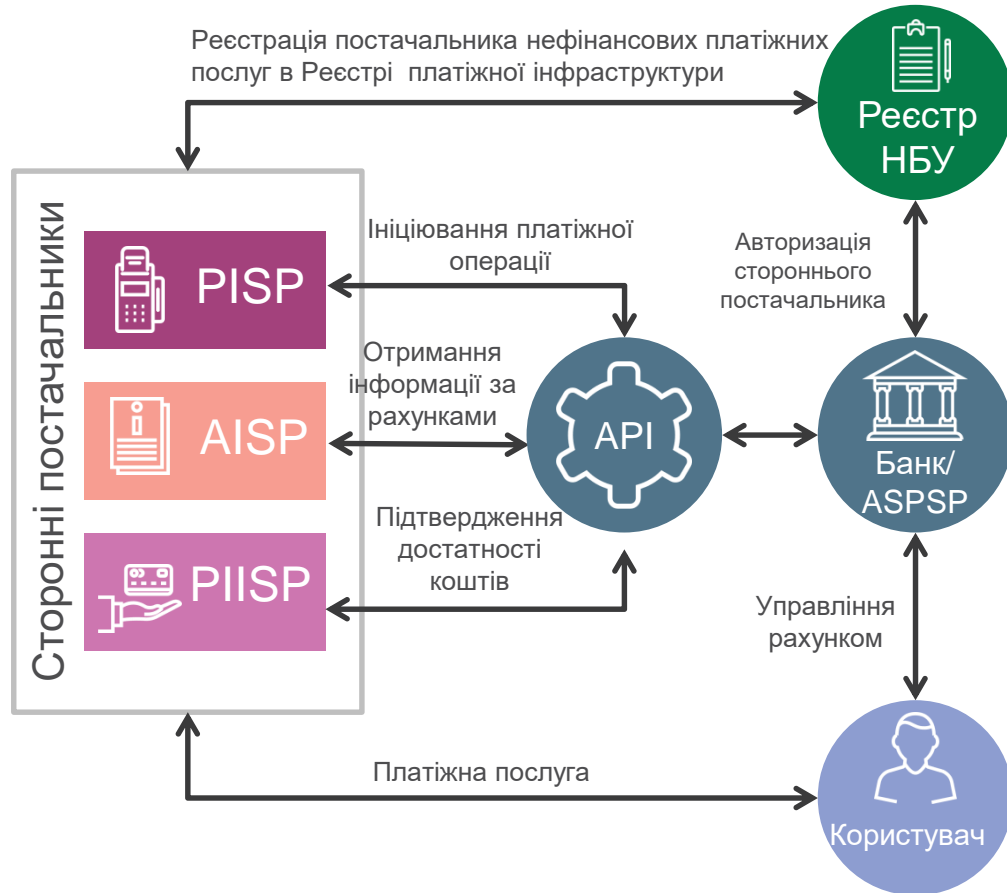 Реєстрація постачальника нефінансових платіжних
послуг в Реєстрі платіжної інфраструктури
Реєстр
НБУ
Сторонні постачальники
PISP
Ініціювання платіжної
операції
Авторизація
стороннього
постачальника
AISP
Отримання
інформації за
рахунками
API
Банк/
ASPSP
PIISP
Підтвердження
достатності
коштів
Управління
рахунком
Платіжна послуга
Користувач